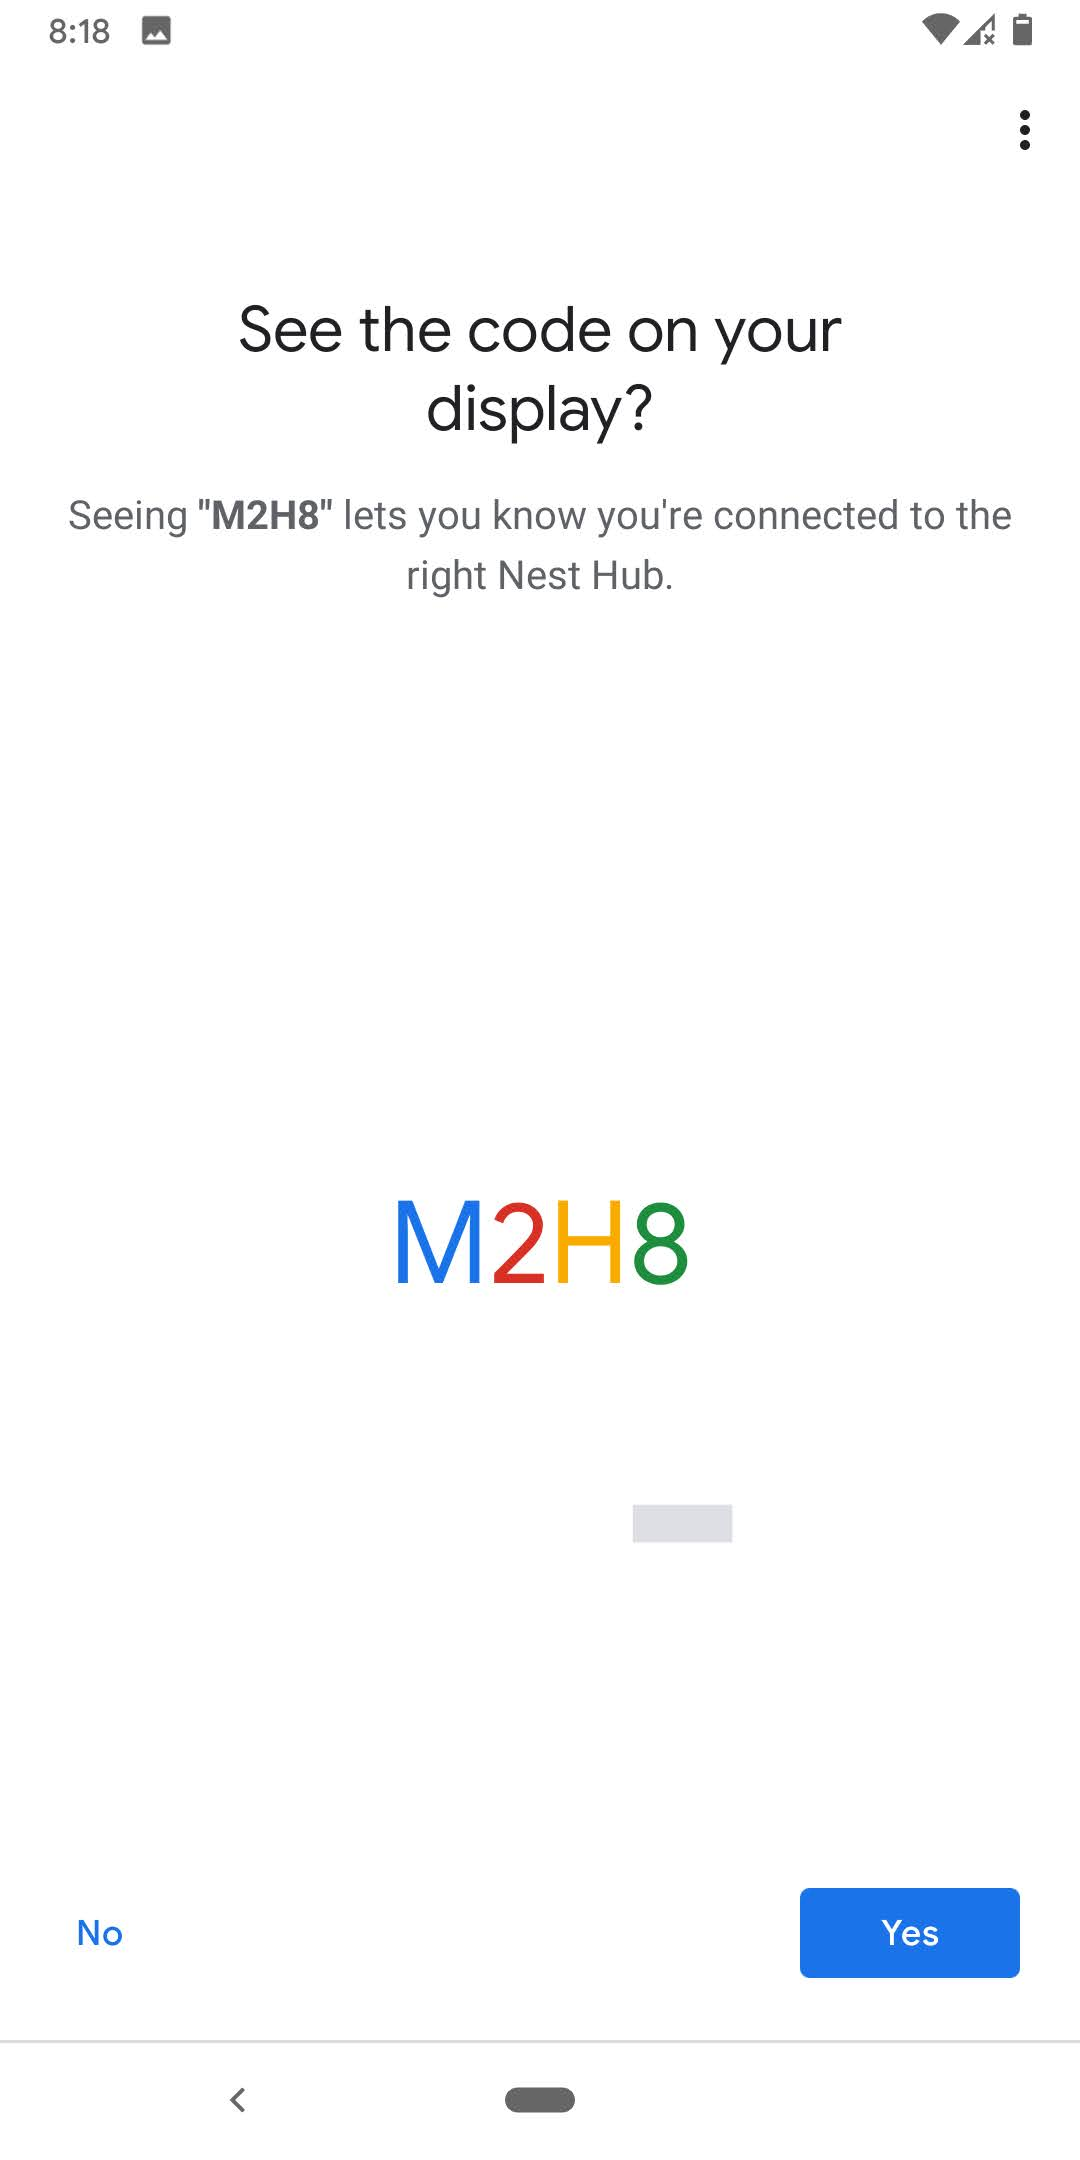 8:18
See the code on your
display?
Seeing "M2H8" lets you know you're connected to the
right Nest Hub.
M2H8
No
Yes